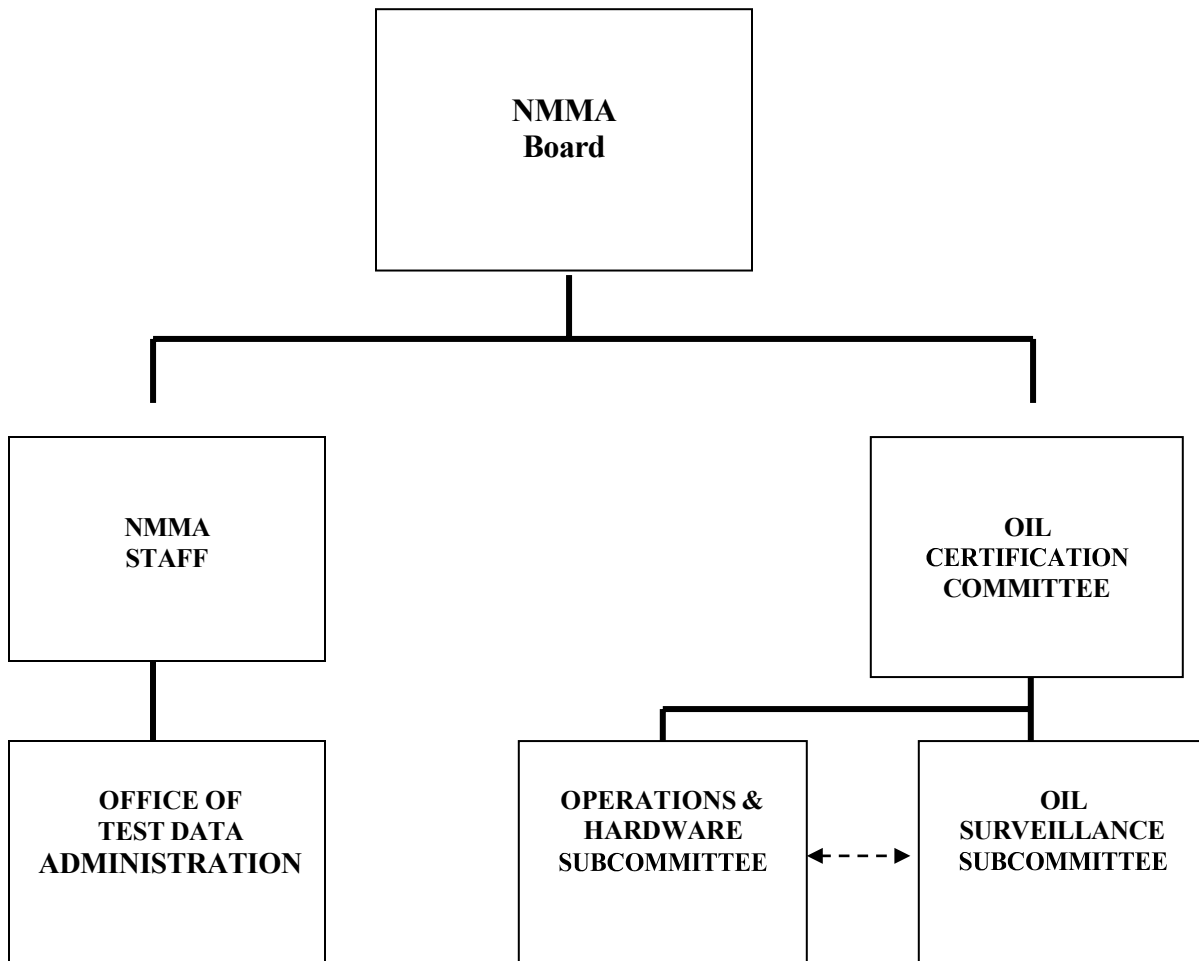 NMMA
Board
NMMA
STAFF
OIL
CERTIFICATION
COMMITTEE
OFFICE OF
TEST DATA
ADMINISTRATION
OPERATIONS &
HARDWARE
SUBCOMMITTEE
OIL
SURVEILLANCE
SUBCOMMITTEE